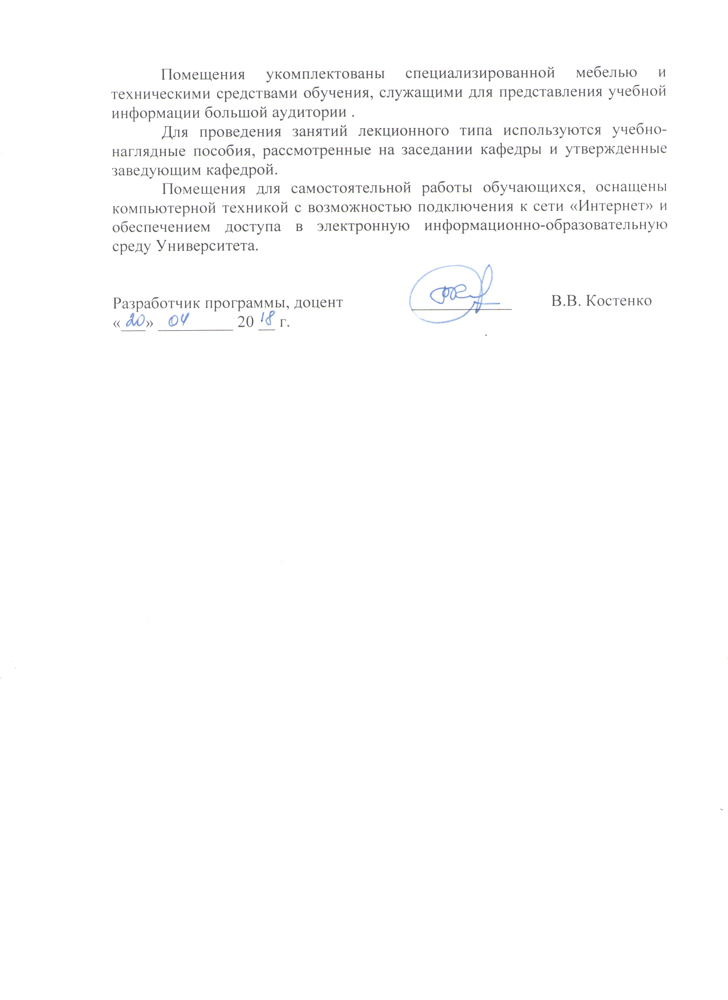 Помещения укомплектованы специализированной мебелью и
техническими средствами обучения, служащими для представления учебной
информации большой аудитории .
Для проведения занятий лекционного типа используются учебно-
наглядные пособия, рассмотренные на заседании кафедры и утвержденные
заведующим кафедрой.
Помещения для самостоятельной работы обучающихся, оснащены
компьютерной техникой с возможностью подключения к сети «Интернет» и
обеспечением доступа в электронную информационно-образовательную
среду Университета.
Разработчик программы, доцент В.В. Костенко
«20» 04 20 18 г.